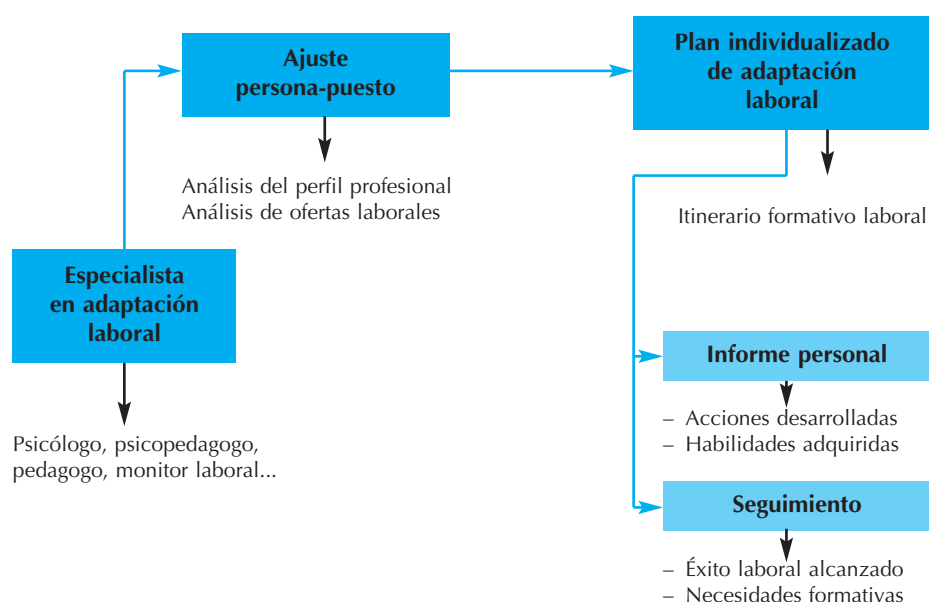 Ajuste
persona-puesto
Plan individualizado
de adaptación
laboral
Análisis del perfil profesional
Análisis de ofertas laborales
Itinerario formativo laboral
Especialista
en adaptación
laboral
Informe personal
– Acciones desarrolladas
– Habilidades adquiridas
Psicólogo, psicopedagogo,
pedagogo, monitor laboral...
Seguimiento
– Éxito laboral alcanzado
– Necesidades formativas